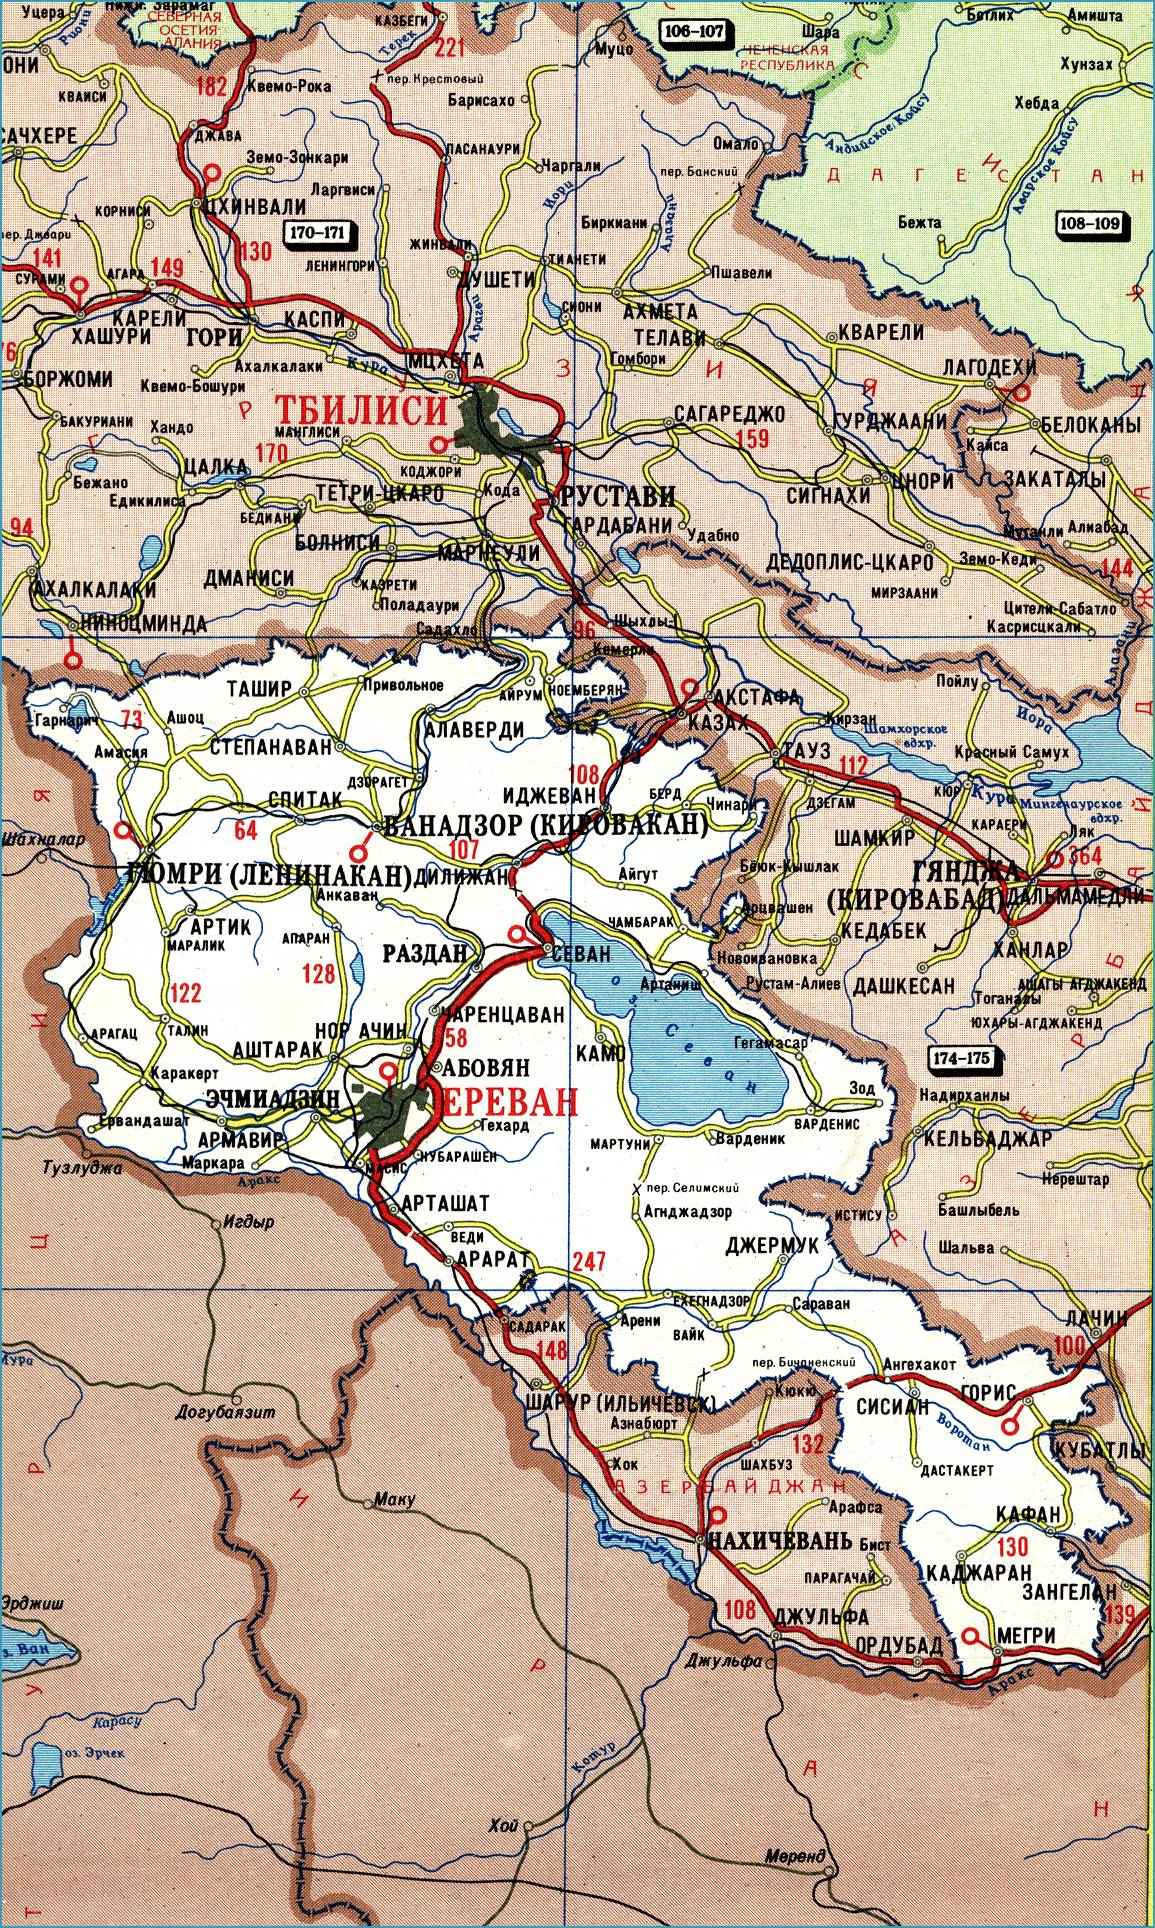 Уцера
Нижн. Зарамаг
СЕВЕРНАЯ
ОСЕТИЯ
АЛАНИЯ
КАЗБЕГИ
221
Терек
Муцо
106-107
Шара
ЧЕЧЕНСКАЯ
РЕСПУБЛИКА
Ботлих
Амишта
Хунзах
Риони
ОНИ
КВАИСИ
182
Квемо-Рока
пер. Крестовый
Барисахо
Хебда
Андийское Койсу
Аварское Койсу
САЧХЕРЕ
ДЖАВА
Земо-Зонкари
ПАСАНАУРИ
Чаргали
Омало
пер. Банский
ДАГЕСТАН
КОРНИСИ
ЦХИНВАЛИ
Ларгвиси
170-171
Иори
Биркиани
Алазани
Бежта
108-109
пер. Джвари
141
СУРАМИ
АГАРА
149
130
ЛЕНИНГОРИ
ЖИНВАЛИ
ДУШЕТИ
ТИАНЕТИ
Пшавели
ХАШУРИ
КАРЕЛИ
ГОРИ
КАСПИ
Арагви
СИОНИ
АХМЕТА
ТЕЛАВИ
КВАРЕЛИ
76
БОРЖОМИ
Квемо-Бошури
Ахалкалаки
Кура
МЦХЕТА
Гомбори
ЛАГОДЕХИ
БАКУРИАНИ
Хандо
ТБИЛИСИ
МАНГЛИСИ
САГАРЕДЖО
159
ГУРДЖААНИ
БЕЛОКАНЫ
Кайса
Бежано
ЦАЛКА
170
КОДЖОРИ
Кода
РУСТАВИ
СИГНАХИ
ЦНОРИ
ЗАКАТАЛЫ
Едикилиса
БЕДИАНИ
ТЕТРИ-ЦКАРО
94
БОЛНИСИ
МАРНЕУЛИ
ГАРДАБАНИ
Удабно
ДЕДОПЛИС-ЦКАРО
Муганли
Алиабад
Земо-Кеди
144
АХАЛКАЛАКИ
ДМАНИСИ
КАЗРЕТИ
Поладаури
МИРЗААНИ
Цители-Сабатло
Касрисцкали
НИНОЦМИНДА
Садахло
96
Шыхлы-I
Кемерли
Алазани
ТАШИР
Привольное
АЙРУМ
НОЕМБЕРЯН
АКСТАФА
КАЗАХ
Пойлу
Иора
Гарнарич
73
Ашоц
СТЕПАНАВАН
АЛАВЕРДИ
Кирзан
ТАУЗ
Шамхорское
вдхр.
Амасия
ДЗОРАГЕТ
108
112
Красный Самух
СПИТАК
ИДЖЕВАН
БЕРД
Чинари
ДЗЕГАМ
КЮР
Кура
Мингечаурское
вдхр.
64
ВАНАДЗОР (КИРОВАКАН)
ШАМКИР
КАРАЕРИ
Ляк
Шахналар
107
364
ГЮМРИ (ЛЕНИНАКАН)
ДИЛИЖАН
Айгут
Бёюк-Кышлак
ГЯНДЖА
(КИРОВАБАД)
ДАЛЬМАМЕДЛИ
Анкаван
АРТИК
МАРАЛИК
АПАРАН
ЧАМБАРАК
Арцвашен
КЕДАБЕК
ХАНЛАР
РАЗДАН
СЕВАН
Новоивановка
128
Артаниш
Рустам-Алиев
ДАШКЕСАН
АШАГЫ АГДЖАКЕНД
Тоганалы
122
оз. Севан
ЮХАРЫ-АГДЖАКЕНД
АРАГАЦ
ТАЛИН
НОР АЧИН
ЧАРЕНЦАВАН
58
КАМО
Гегамасар
174-175
АШТАРАК
АБОВЯН
Каракерт
ЭЧМИАДЗИН
ЕРЕВАН
Зод
Надирханлы
Ервандашат
АРМАВИР
Гехард
МАРТУНИ
Варденик
ВАРДЕНИС
КЕЛЬБАДЖАР
Тузлуджа
Маркара
МАСИС
НУБАРАШЕН
Аракс
Нерештар
пер. Селимский
Игдыр
АРТАШАТ
Агнджадзор
ИСТИСУ
Башлыбель
ВЕДИ
Шальва
АРАРАТ
247
ДЖЕРМУК
ЕХЕГНАДЗОР
Сараван
САДАРАК
Арени
ВАЙК
ЛАЧИН
100
148
пер. Бичанекский
Ангехакот
Догубаязит
ШАРУР (ИЛЬИЧЕВСК)
Кюкю
СИСИАН
ГОРИС
Воротан
Азнабюрт
132
КУБАТЛЫ
Хок
ШАХБУЗ
ДАСТАКЕРТ
АЗЕРБАЙДЖАН
Маку
Арафса
КАФАН
НАХИЧЕВАНЬ
Бист
130
КАДЖАРАН
ПАРАГАЧАЙ
ЗАНГЕЛАН
Эрджиш
108
ДЖУЛЬФА
139
оз. Ван
ОРДУБАД
МЕГРИ
Джульфа
Аракс
Карасу
оз. Эрчек
Котур
Хой
Меренд